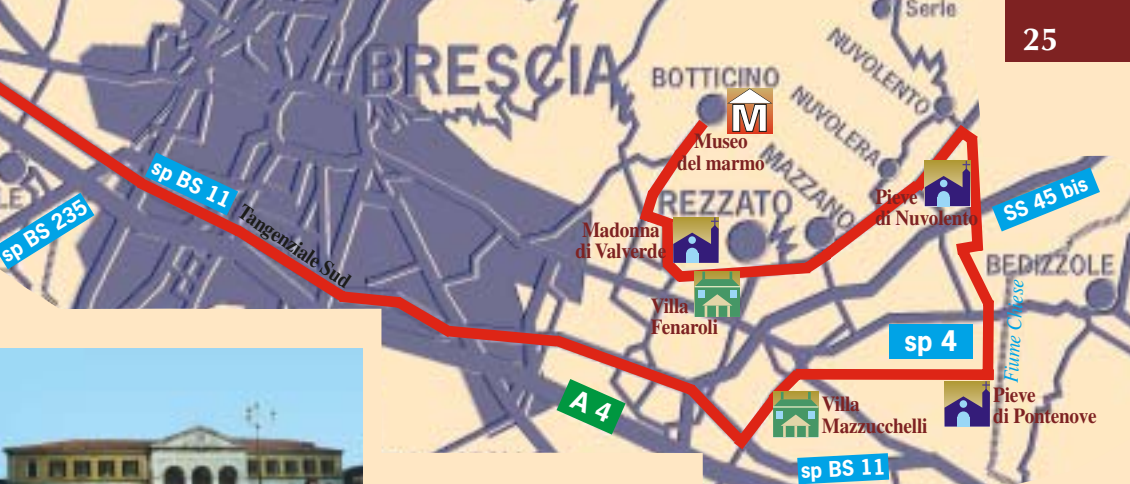 Serle
25
BRESCIA
NUVOLENTO
BOTTICINO
NUVOLERA
M
Museo
del marmo
MAZZANO
sp BS 11
REZZATO
Pieve
di Nuvolento
SS 45 bis
LE
sp BS 235
Tangenziale Sud
Madonna
di Valverde
BEDIZZOLE
Villa
Fenaroli
Fiume Chiese
sp 4
A 4
Villa
Mazzucchelli
Pieve
di Pontenove
sp BS 11